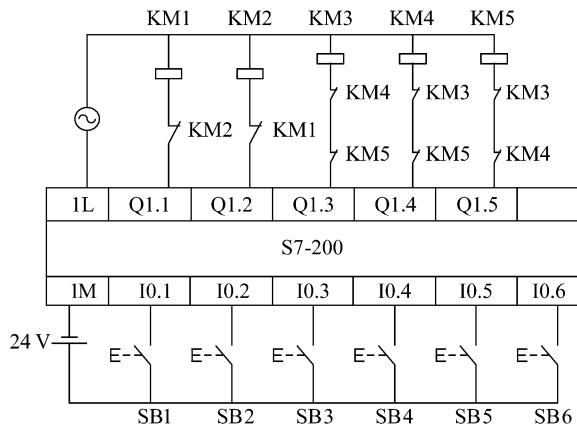 KM1 KM2 KM3 KM4 KM5
KM4 KM3 KM3
KM2 KM1
KM5 KM5 KM4
1L Q1.1 Q1.2 Q1.3 Q1.4 Q1.5
S7-200
1M I0.1 I0.2 I0.3 I0.4 I0.5 I0.6
24 V
SB1 SB2 SB3 SB4 SB5 SB6